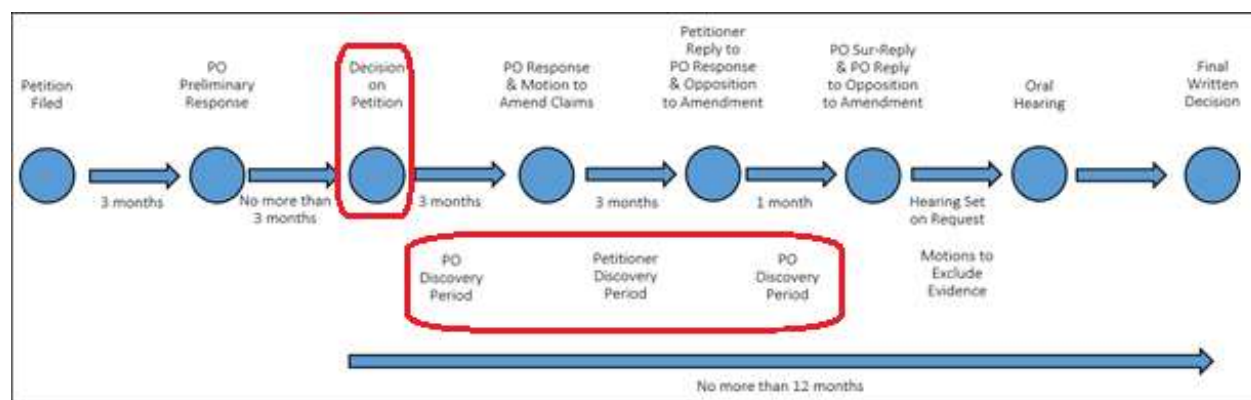 Petition
Filed
PO
Preliminary
Response
Decision
on
Petition
PO Response
& Motion to
Amend Claims
Petitioner
Reply to
PO Response
& Opposition
to Amendment
PO Sur-Reply
& PO Reply
to Opposition
to Amendment
Oral
Hearing
Final
Written
Decision
3 months
No more than
3 months
3 months
3 months
1 month
Hearing Set
on Request
PO
Discovery
Period
Petitioner
Discovery
Period
PO
Discovery
Period
Motions to
Exclude
Evidence
No more than 12 months